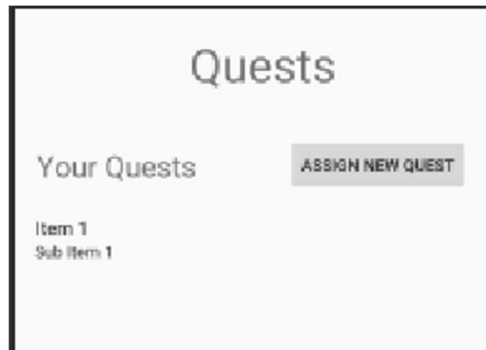 Quests
Your Quests
ASSIGN NEW QUEST
Item 1
Sub Item 1